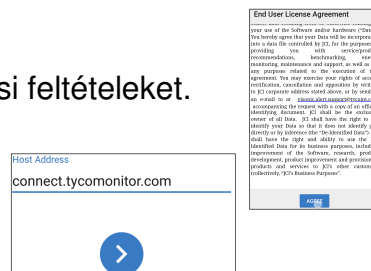 si feltételeket.
Host Address
connect.tycomonitor.com
End User License Agreement
your use of the Software and/or hardware ("Data
You hereby agree that your Data will be incorpora
into a data file controlled by JCI, for the purposes
providing you with service/produ
recommendations, benchmarking, ener
monitoring, maintenance and support, as well as
any purposes related to the execution of t
agreement. You may exercise your rights of acce
rectification, cancellation and opposition by writ
to JCI corporate address stated above, or by send
an e-mail to at
accompanying the request with a copy of an offic
identifying document. JCI shall be the exclus
owner of all Data. JCI shall have the right to
identify your Data so that it does not identify y
directly or by inference (the "De-Identified Data").
shall have the right and ability to use the
Identified Data for its business purposes, includ
improvement of the Software, research, prod
development, product improvement and provision
products and services to JCI's other custom
(collectively, "JCI's Business Purposes".
AGREE